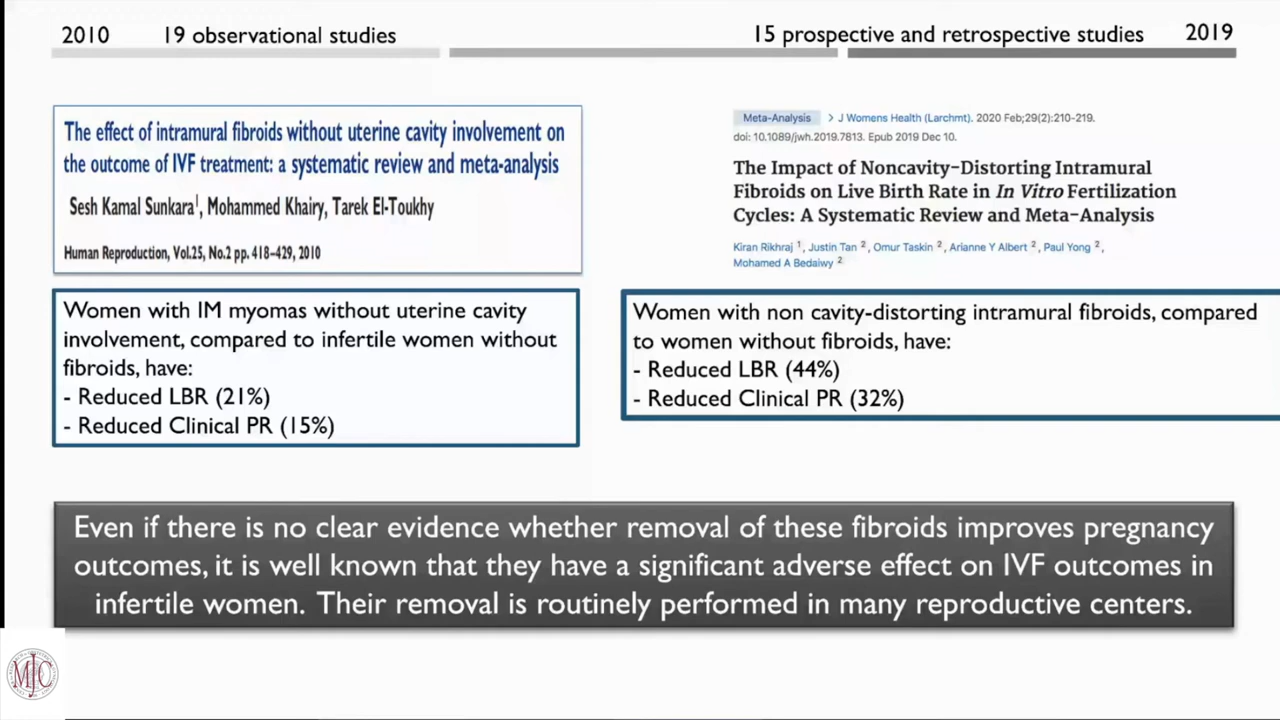 2010 19 observational studies
15 prospective and retrospective studies 2019
The effect of intramural fibroids without uterine cavity involvement on
the outcome of IVF treatment: a systematic review and meta-analysis
Sesh Kamal Sunkara¹, Mohammed Khairy, Tarek El-Toukhy
Human Reproduction, Vol.25, No.2 pp. 418–429, 2010
Women with IM myomas without uterine cavity
involvement, compared to infertile women without
fibroids, have:
- Reduced LBR (21%)
- Reduced Clinical PR (15%)
Meta-Analysis > J Womens Health (Larchmt). 2020 Feb;29(2):210-219.
doi: 10.1089/jwh.2019.7813. Epub 2019 Dec 10.
The Impact of Noncavity-Distorting Intramural
Fibroids on Live Birth Rate in In Vitro Fertilization
Cycles: A Systematic Review and Meta-Analysis
Kiran Rikhraj ¹, Justin Tan ², Omur Taskin ², Arianne Y Albert ², Paul Yong ²,
Mohamed A Bedaiwy ²
Women with non cavity-distorting intramural fibroids, compared
to women without fibroids, have:
- Reduced LBR (44%)
- Reduced Clinical PR (32%)
Even if there is no clear evidence whether removal of these fibroids improves pregnancy
outcomes, it is well known that they have a significant adverse effect on IVF outcomes in
infertile women. Their removal is routinely performed in many reproductive centers.
MJC